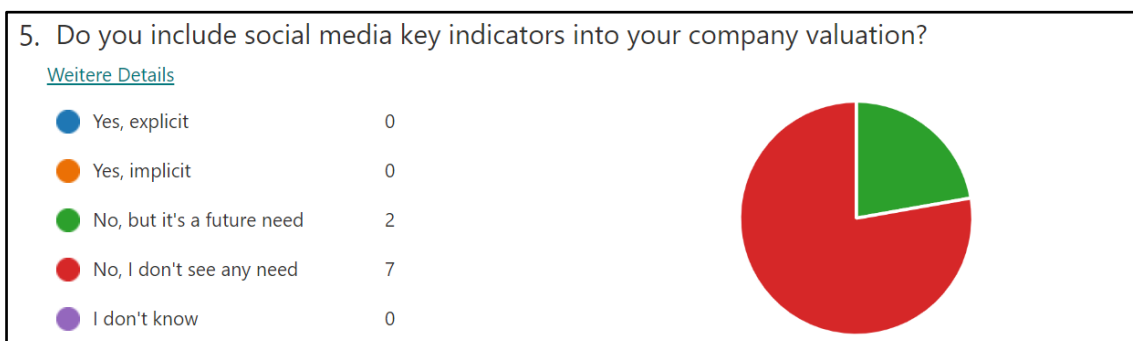 5. Do you include social media key indicators into your company valuation?
Weitere Details
Yes, explicit 0
Yes, implicit 0
No, but it's a future need 2
No, I don't see any need 7
I don't know 0